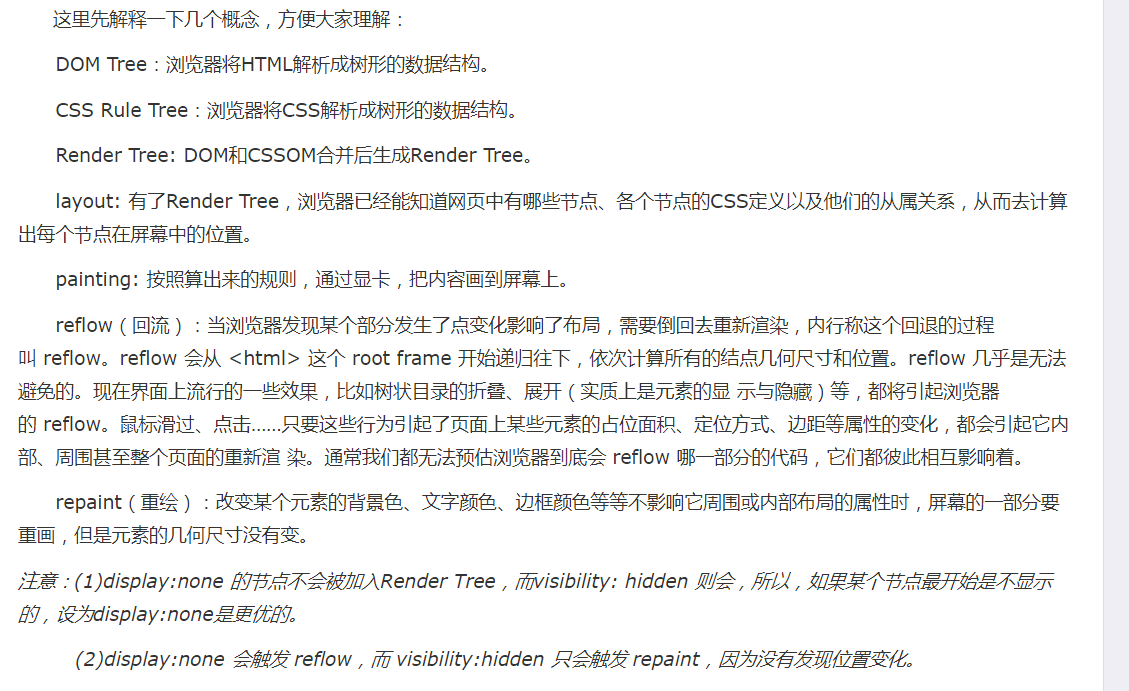 这里先解释一下几个概念，方便大家理解：
DOM Tree：浏览器将HTML解析成树形的数据结构。
CSS Rule Tree：浏览器将CSS解析成树形的数据结构。
Render Tree: DOM和CSSOM合并后生成Render Tree。
layout: 有了Render Tree，浏览器已经能知道网页中有哪些节点、各个节点的CSS定义以及他们的从属关系，从而去计算
出每个节点在屏幕中的位置。
painting: 按照算出来的规则，通过显卡，把内容画到屏幕上。
reflow（回流）：当浏览器发现某个部分发生了点变化影响了布局，需要倒回去重新渲染，内行称这个回退的过程
叫 reflow。reflow 会从 <html> 这个 root frame 开始递归往下，依次计算所有的结点几何尺寸和位置。reflow 几乎是无法
避免的。现在界面上流行的一些效果，比如树状目录的折叠、展开（实质上是元素的显 示与隐藏）等，都将引起浏览器
的 reflow。鼠标滑过、点击……只要这些行为引起了页面上某些元素的占位面积、定位方式、边距等属性的变化，都会引起它内
部、周围甚至整个页面的重新渲 染。通常我们都无法预估浏览器到底会 reflow 哪一部分的代码，它们都彼此相互影响着。
repaint（重绘）：改变某个元素的背景色、文字颜色、边框颜色等等不影响它周围或内部布局的属性时，屏幕的一部分要
重画，但是元素的几何尺寸没有变。
注意：(1)display:none 的节点不会被加入Render Tree，而visibility: hidden 则会，所以，如果某个节点最开始是不显示
的，设为display:none是更优的。
(2)display:none 会触发 reflow，而 visibility:hidden 只会触发 repaint，因为没有发现位置变化。